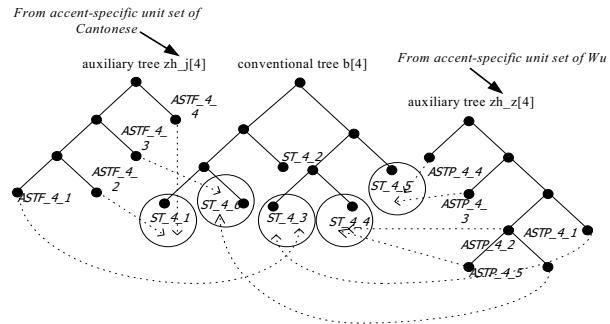 From accent-specific unit set of
Cantonese
From accent-specific unit set of Wu
auxiliary tree zh_j[4]
conventional tree b[4]
auxiliary tree zh_z[4]
ASTF_4_
4
ASTF_4_
3
ASTF_4_
2
ASTF_4_1
ST_4_2
ST_4_5
ST_4_1
ST_4_6
ST_4_3
ST_4_4
ASTP_4_4
ASTP_4_
3
ASTP_4_2
ASTP_4_1
ASTP_4_5